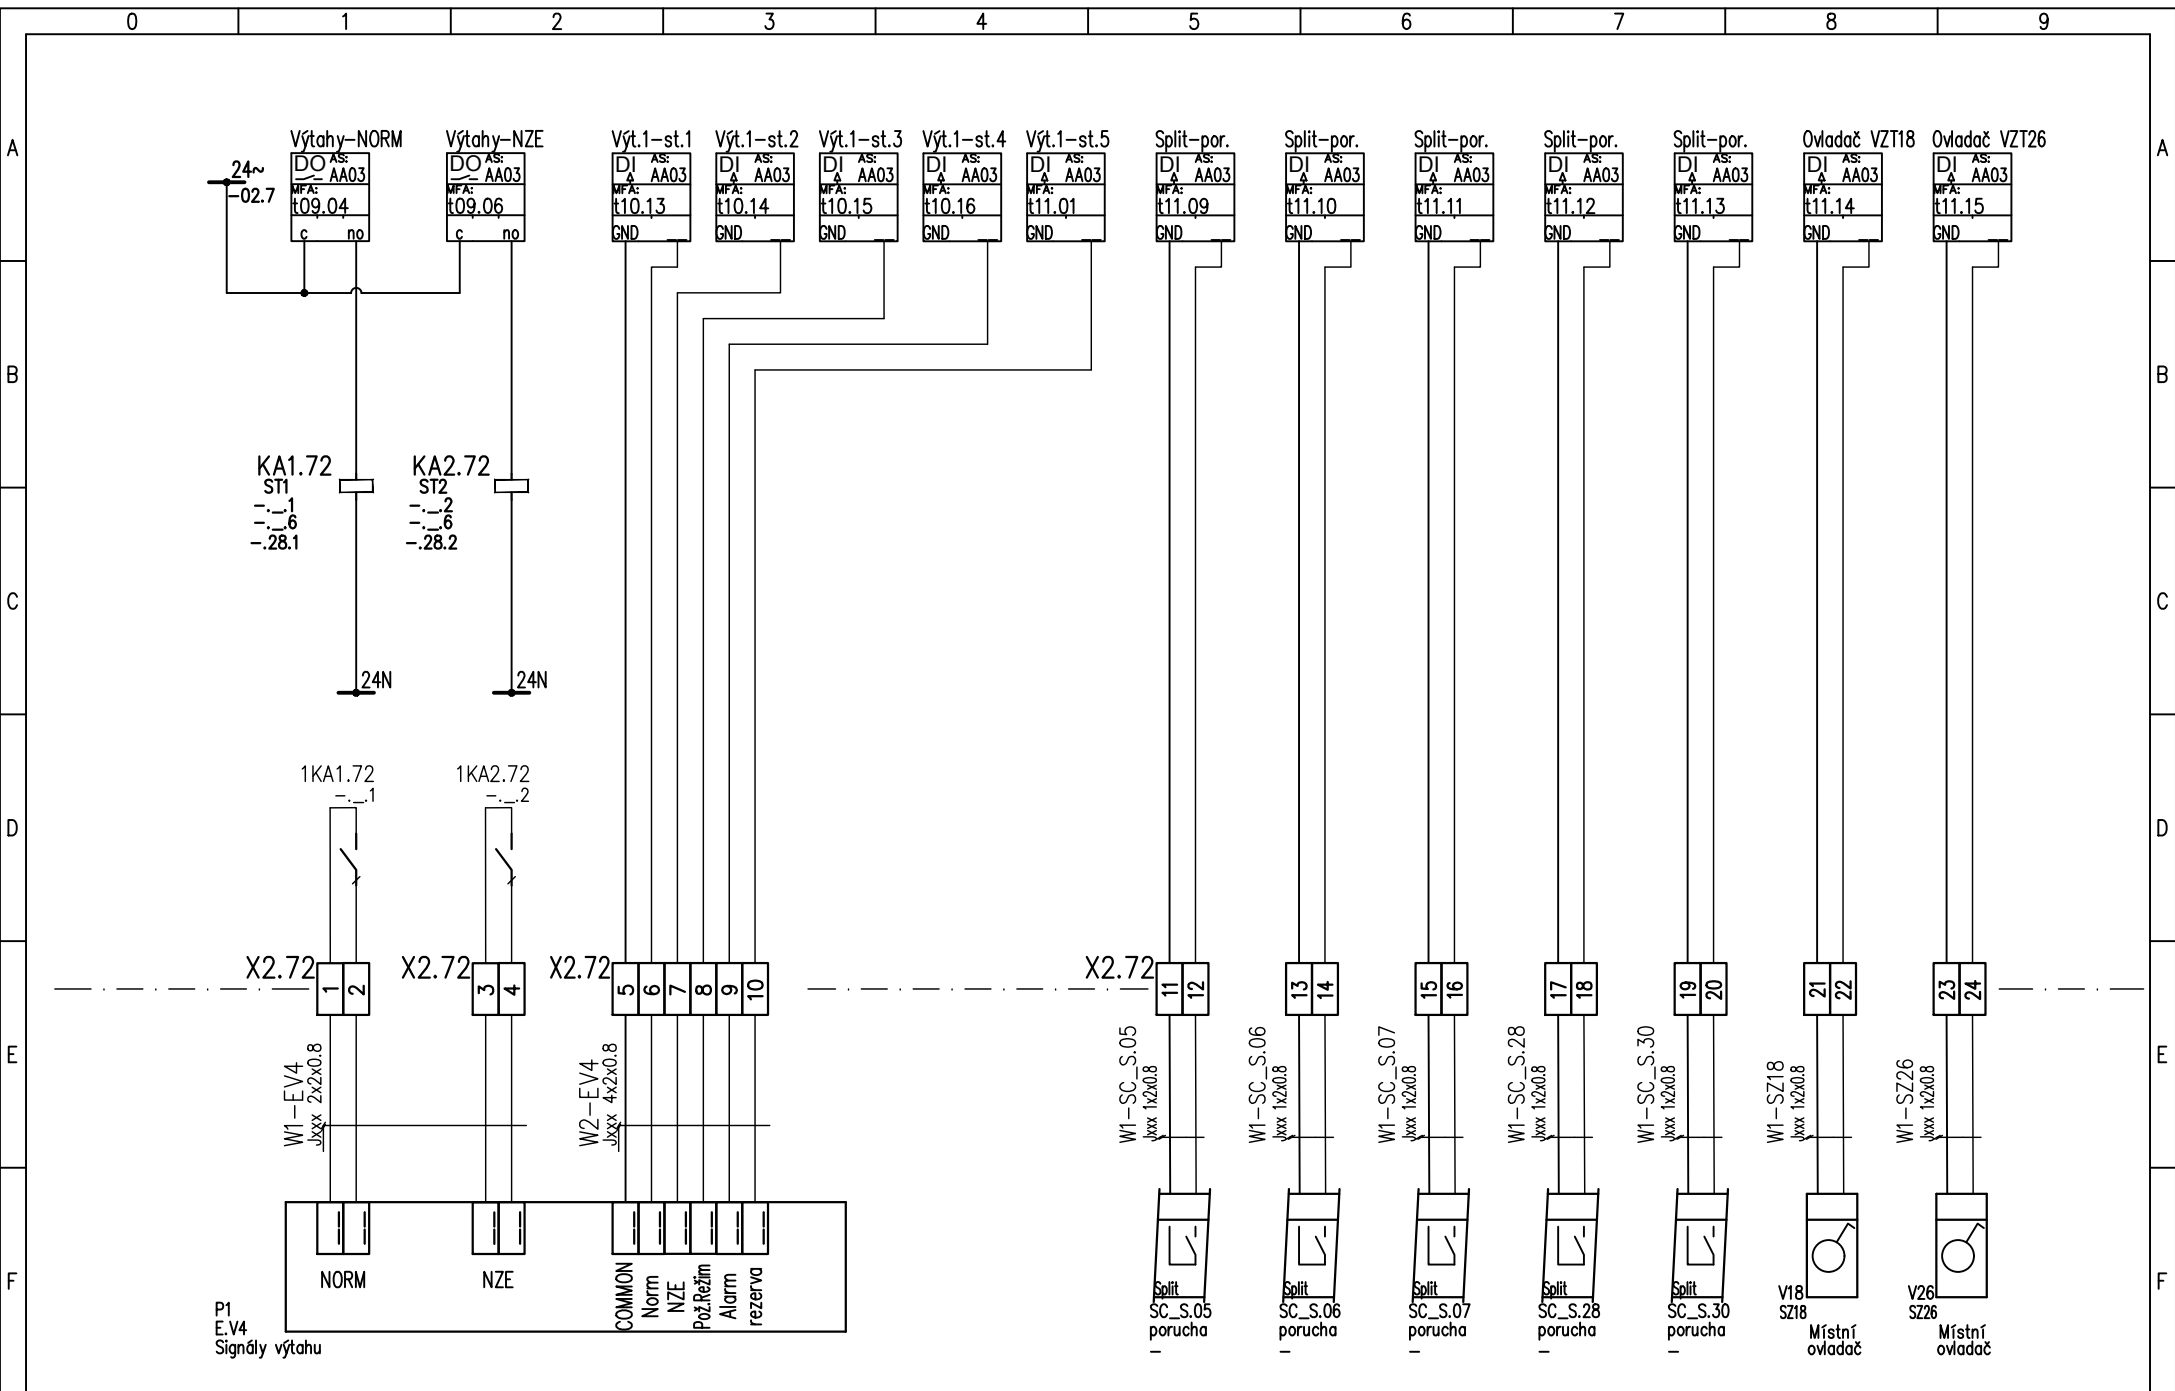 0 1 2 3 4 5 6 7 8 9
A A
Výtahy-NORM Výtahy-NZE Výt.1-st.1 Výt.1-st.2 Výt.1-st.3 Výt.1-st.4 Výt.1-st.5 Split-por. Split-por. Split-por. Split-por. Split-por. Ovladač VZT18 Ovladač VZT26
DO AS: DO AS: DI AS: DI AS: DI AS: DI AS: DI AS: DI AS: DI AS: DI AS: DI AS: DI AS: DI AS: DI AS:
24~ AA03 AA03 AA03 AA03 AA03 AA03 AA03 AA03 AA03 AA03 AA03 AA03 AA03 AA03
-02.7 MFA: MFA: MFA: MFA: MFA: MFA: MFA: MFA: MFA: MFA: MFA: MFA: MFA: MFA:
t09.04 t09.06 t10.13 t10.14 t10.15 t10.16 t11.01 t11.09 t11.10 t11.11 t11.12 t11.13 t11.14 t11.15
c no c no GND __ GND __ GND __ GND __ GND __ GND __ GND __ GND __ GND __ GND __ GND __ GND __
B B
KA1.72 KA2.72
ST1 ST2
-._.1 -._.2
-._.6 -._.6
-.28.1 -.28.2
C C
24N 24N
1KA1.72 1KA2.72
-._.1 -._.2
D D
X2.72 X2.72 X2.72 X2.72
1 2 3 4 5 6 7 8 9 10 11 12 13 14 15 16 17 18 19 20 21 22 23 24
E E
W1-EV4
Jxxx 2x2x0.8
W2-EV4
Jxxx 4x2x0.8
W1-SC_S.05
Jxxx 1x2x0.8
W1-SC_S.06
Jxxx 1x2x0.8
W1-SC_S.07
Jxxx 1x2x0.8
W1-SC_S.28
Jxxx 1x2x0.8
W1-SC_S.30
Jxxx 1x2x0.8
W1-SZ18
Jxxx 1x2x0.8
W1-SZ26
Jxxx 1x2x0.8
F F
NORM NZE
COMMON
Norm
NZE
Pož.Režim
Alarm
rezerva
P1
E.V4
Signály výtahu
Split Split Split Split Split
SC_S.05 SC_S.06 SC_S.07 SC_S.28 SC_S.30
porucha porucha porucha porucha porucha
- - - - -
V18 V26
SZ18 SZ26
Místní Místní
ovladač ovladač